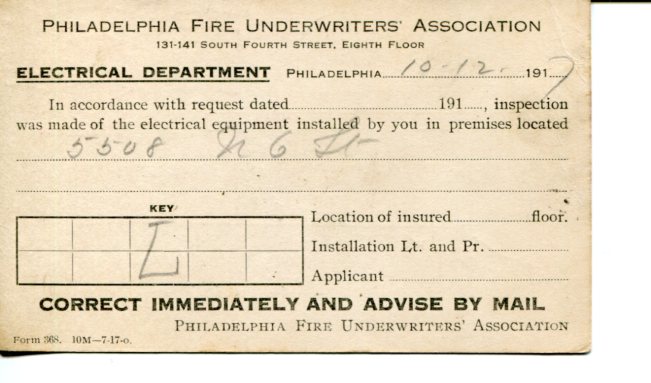 PHILADELPHIA FIRE UNDERWRITERS' ASSOCIATION
131-141 SOUTH FOURTH STREET, EIGHTH FLOOR
ELECTRICAL DEPARTMENT PHILADELPHIA 10-12. 1917
In accordance with request dated 191, inspection
was made of the electrical equipment installed by you in premises located
5508 N 6 St
KEY
Location of insured floor.
L
Installation Lt. and Pr.
Applicant
CORRECT IMMEDIATELY AND ADVISE BY MAIL
PHILADELPHIA FIRE UNDERWRITERS' ASSOCIATION
Form 368. 10M—7-17-o.